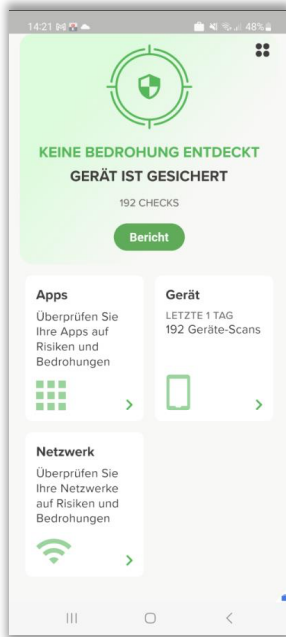 14:21
48%
KEINE BEDROHUNG ENTDECKT
GERÄT IST GESICHERT
192 CHECKS
Bericht
Apps
Überprüfen Sie
Ihre Apps auf
Risiken und
Bedrohungen
Gerät
LETZTE 1 TAG
192 Geräte-Scans
Netzwerk
Überprüfen Sie
Ihre Netzwerke
auf Risiken und
Bedrohungen